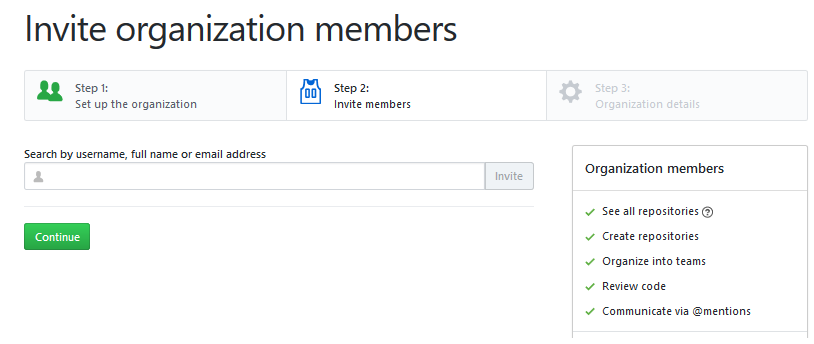 Invite organization members
Step 1:
Set up the organization
Step 2:
Invite members
Step 3:
Organization details
Search by username, full name or email address
Invite
Continue
Organization members
See all repositories
Create repositories
Organize into teams
Review code
Communicate via @mentions